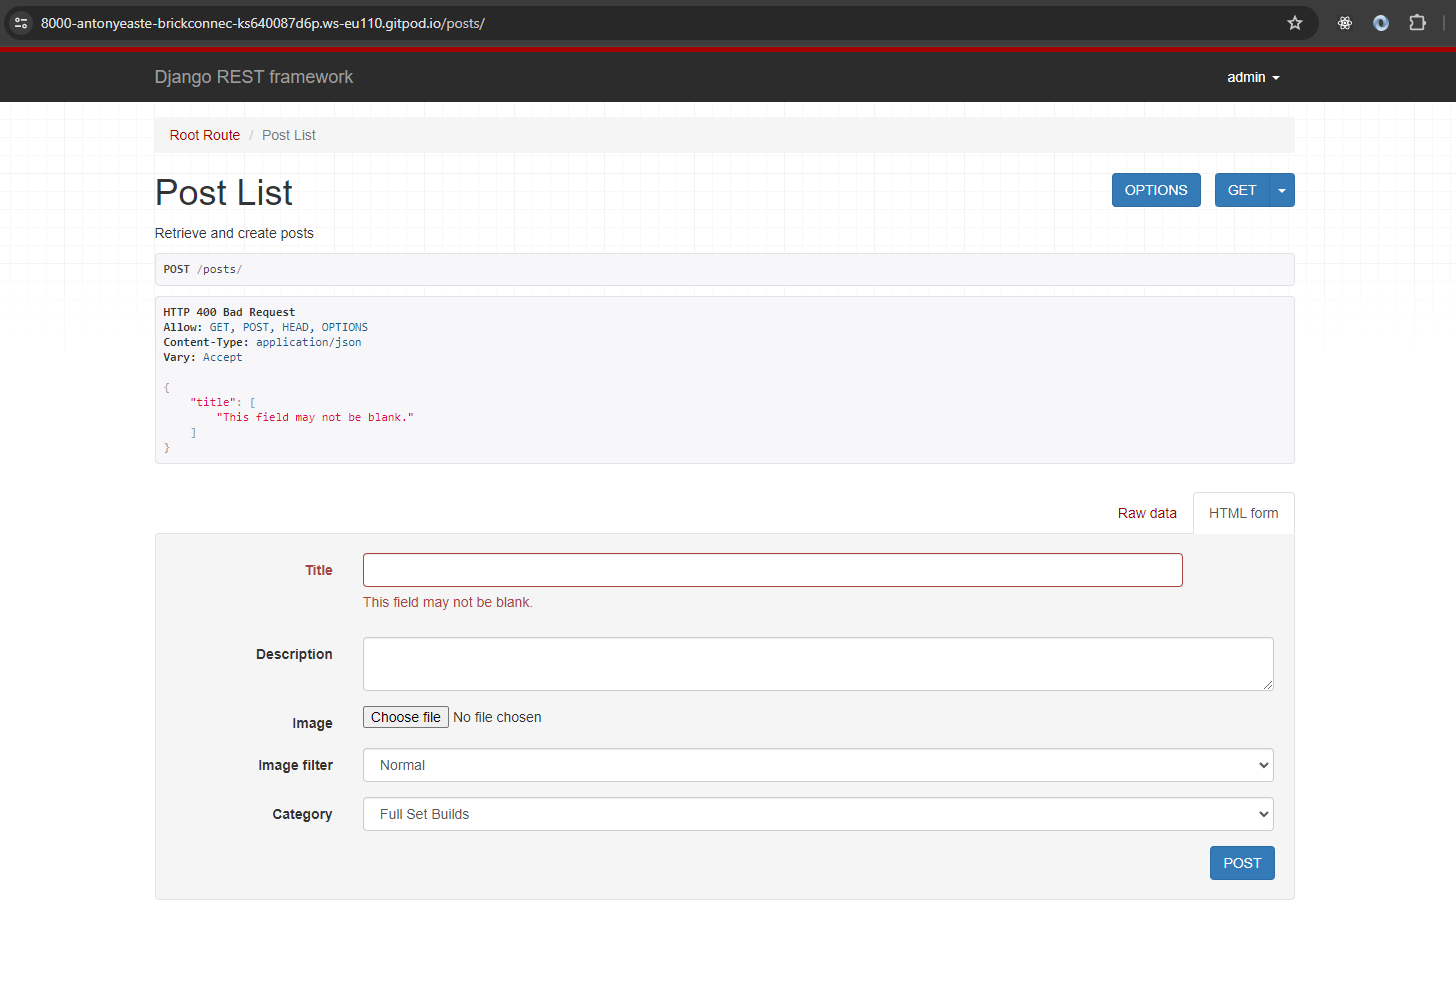 8000-antonyeaste-brickconnec-ks640087d6p.ws-eu110.gitpod.io/posts/
Django REST framework
admin
Root Route / Post List
Post List
OPTIONS
GET
Retrieve and create posts
POST /posts/
HTTP 400 Bad Request
Allow: GET, POST, HEAD, OPTIONS
Content-Type: application/json
Vary: Accept
{
    "title": [
        "This field may not be blank."
    ]
}
Raw data
HTML form
Title
This field may not be blank.
Description
Image
Choose file No file chosen
Image filter
Normal
Category
Full Set Builds
POST